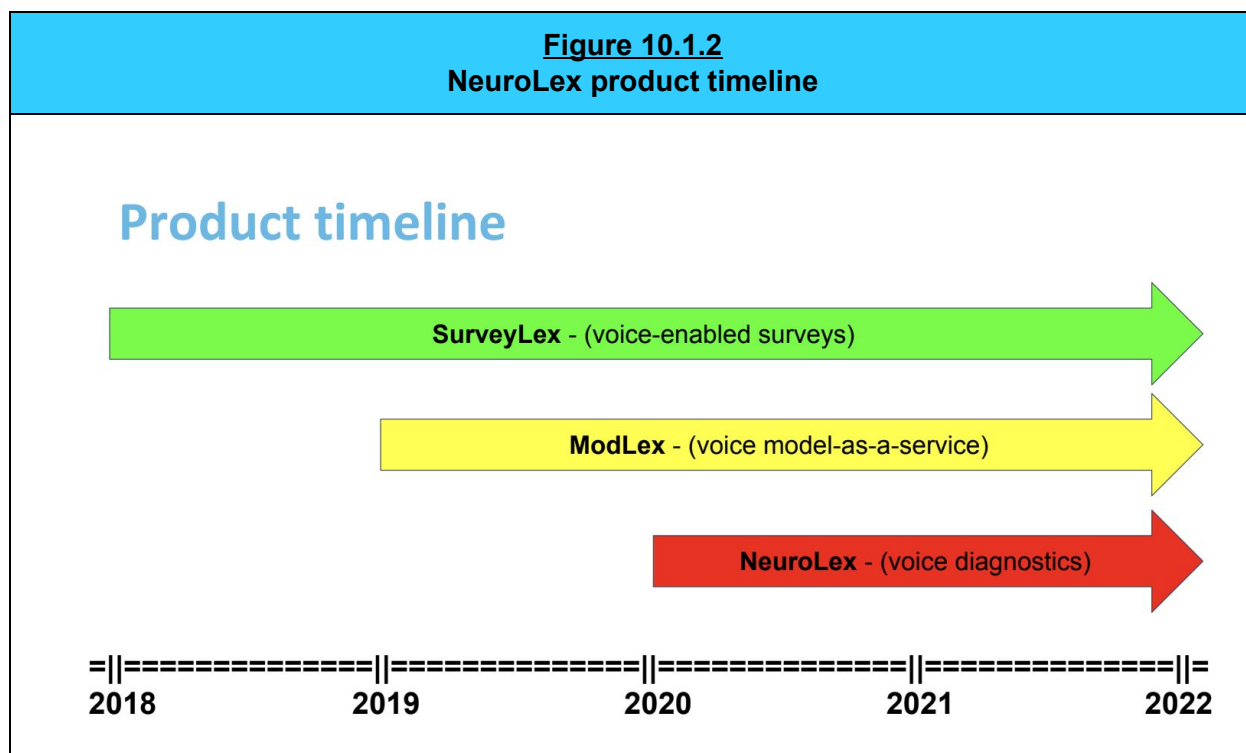 Figure 10.1.2
NeuroLex product timeline
Product timeline
SurveyLex - (voice-enabled surveys)
ModLex - (voice model-as-a-service)
NeuroLex - (voice diagnostics)
=||==============||==============||==============||==============||=
2018 2019 2020 2021 2022